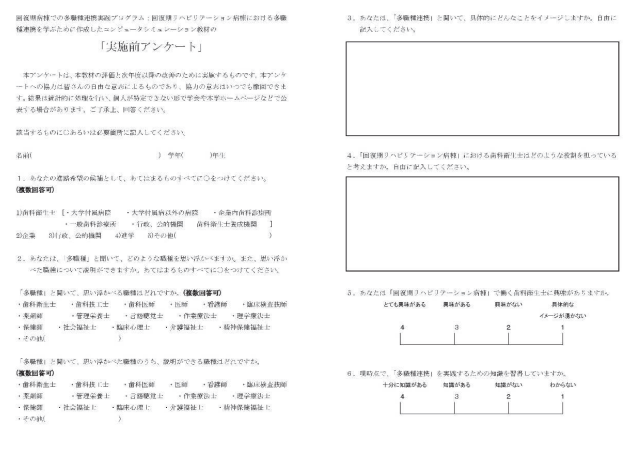 回復期病棟での多職種連携実践プログラム：回復期リハビリテーション病棟における多職
種連携を学ぶために作成したコンピュータシミュレーション教材の
「実施前アンケート」
本アンケートは、本教材の評価と次年度以降の改善のために実施するものです。本アンケ
ートへの協力は皆さんの自由な意志によるものであり、協力の意志はいつでも撤回できま
す。結果は統計的に処理を行い、個人が特定できない形で学会や本学ホームページなどで公
表する場合があります。ご了承上、回答ください。
該当するものに○あるいは必要箇所に記入してください。
名前( ) 学年( )年生
１．あなたの進路希望の候補として、あてはまるものすべてに○をつけてください。
(複数回答可)
1)歯科衛生士 [・大学付属病院 ・大学付属病院以外の病院 ・企業内歯科診療所
・一般歯科診療所 ・行政、公的機関 歯科衛生士養成機関 ]
2)企業 3)行政、公的機関 4)進学 5)その他( )
２．あなたは、「多職種」と聞いて、どのような職種を思い浮かべますか。また、思い浮か
べた職種について説明ができますか。あてはまるものすべてに○をつけてください。
「多職種」と聞いて、思い浮かべる職種はどれですか。(複数回答可)
・歯科衛生士 ・歯科技工士 ・歯科医師 ・医師 ・看護師 ・臨床検査技師
・薬剤師 ・管理栄養士 ・言語聴覚士 ・作業療法士 ・理学療法士
・保健師 ・社会福祉士 ・臨床心理士 ・介護福祉士 ・精神保健福祉士
・その他( )
「多職種」と聞いて、思い浮かべた職種のうち、説明ができる職種はどれですか。
(複数回答可)
・歯科衛生士 ・歯科技工士 ・歯科医師 ・医師 ・看護師 ・臨床検査技師
・薬剤師 ・管理栄養士 ・言語聴覚士 ・作業療法士 ・理学療法士
・保健師 ・社会福祉士 ・臨床心理士 ・介護福祉士 ・精神保健福祉士
・その他( )
３．あなたは、「多職種連携」と聞いて、具体的にどんなことをイメージしますか。自由に
記入してください。
４．「回復期リハビリテーション病棟」における歯科衛生士はどのような役割を担っている
と考えますか。自由に記入してください。
５．あなたは「回復期リハビリテーション病棟」で働く歯科衛生士に興味がありますか。
とても興味がある 興味がある 興味がない 具体的な
イメージが湧かない
4 3 2 1
６．現時点で、「多職種連携」を実践するための知識を習得していますか。
十分に知識がある 知識がある 知識がない わからない
4 3 2 1